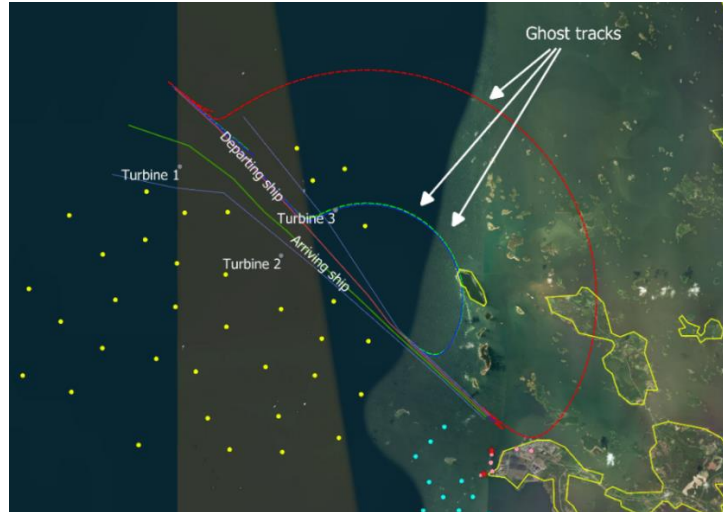 Ghost tracks
Departing ship
Turbine 1
Turbine 3
Arriving ship
Turbine 2